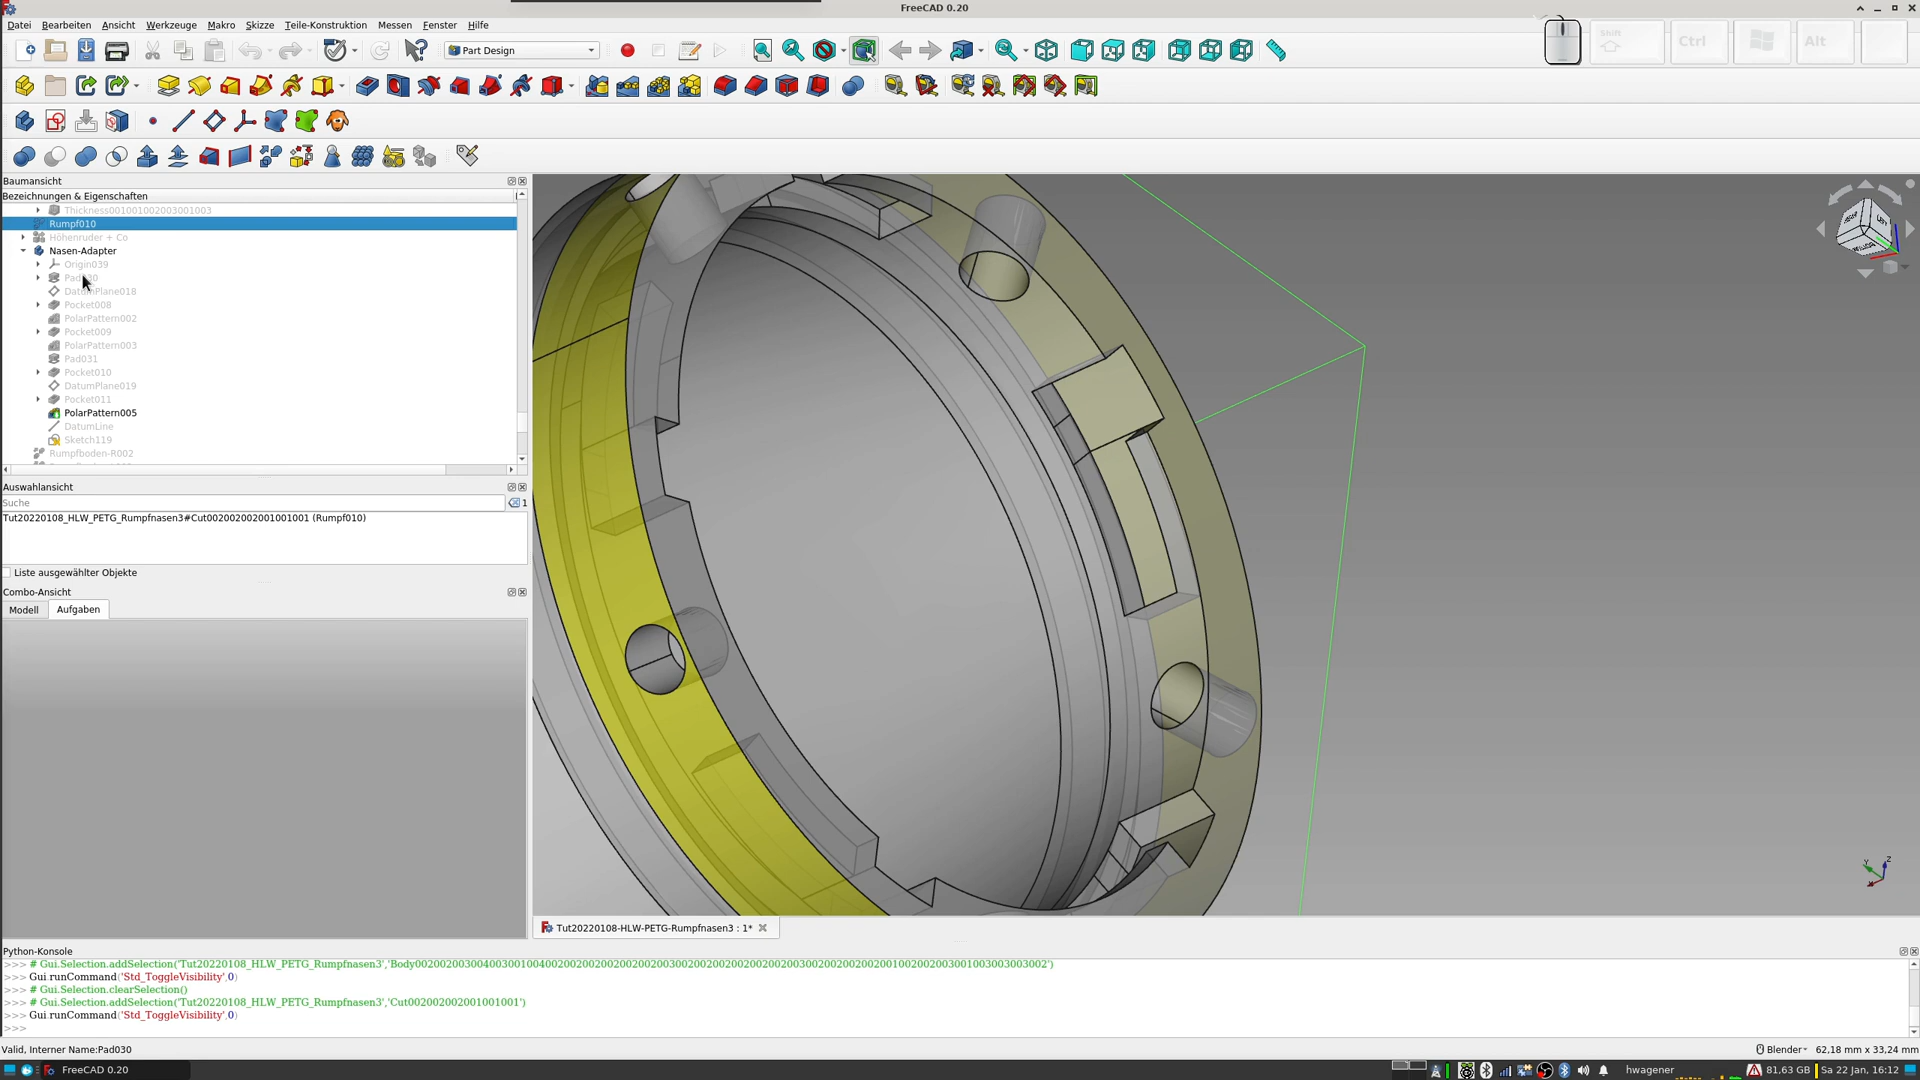 FreeCAD 0.20
Datei Bearbeiten Ansicht Werkzeuge Makro Skizze Teile-Konstruktion Messen Fenster Hilfe
Part Design
Shift Ctrl Alt
Baumansicht
Bezeichnungen & Eigenschaften
Thickness001001002003001003
Rumpf010
Höhenruder + Co
Nasen-Adapter
Origin039
DatumPlane018
Pocket008
PolarPattern002
Pocket009
PolarPattern003
Pad031
Pocket010
DatumPlane019
Pocket011
PolarPattern005
DatumLine
Sketch119
Rumpfboden-R002
Auswahlansicht
Suche
1
Tut20220108_HLW_PETG_Rumpfnasen3#Cut002002002001001001 (Rumpf010)
Liste ausgewählter Objekte
Combo-Ansicht
Modell Aufgaben
Tut20220108-HLW-PETG-Rumpfnasen3 : 1*
Python-Konsole
>>> Gui.runCommand('Std_ToggleVisibility',0)
>>> # Gui.Selection.clearSelection()
>>> # Gui.Selection.addSelection('Tut20220108_HLW_PETG_Rumpfnasen3','Cut002002002001001001')
>>> Gui.runCommand('Std_ToggleVisibility',0)
>>>
Valid, Interner Name:Pad030
Blender 62,18 mm x 33,24 mm
FreeCAD 0.20
hwagener
81,63 GB
Sa 22 Jan, 16:12